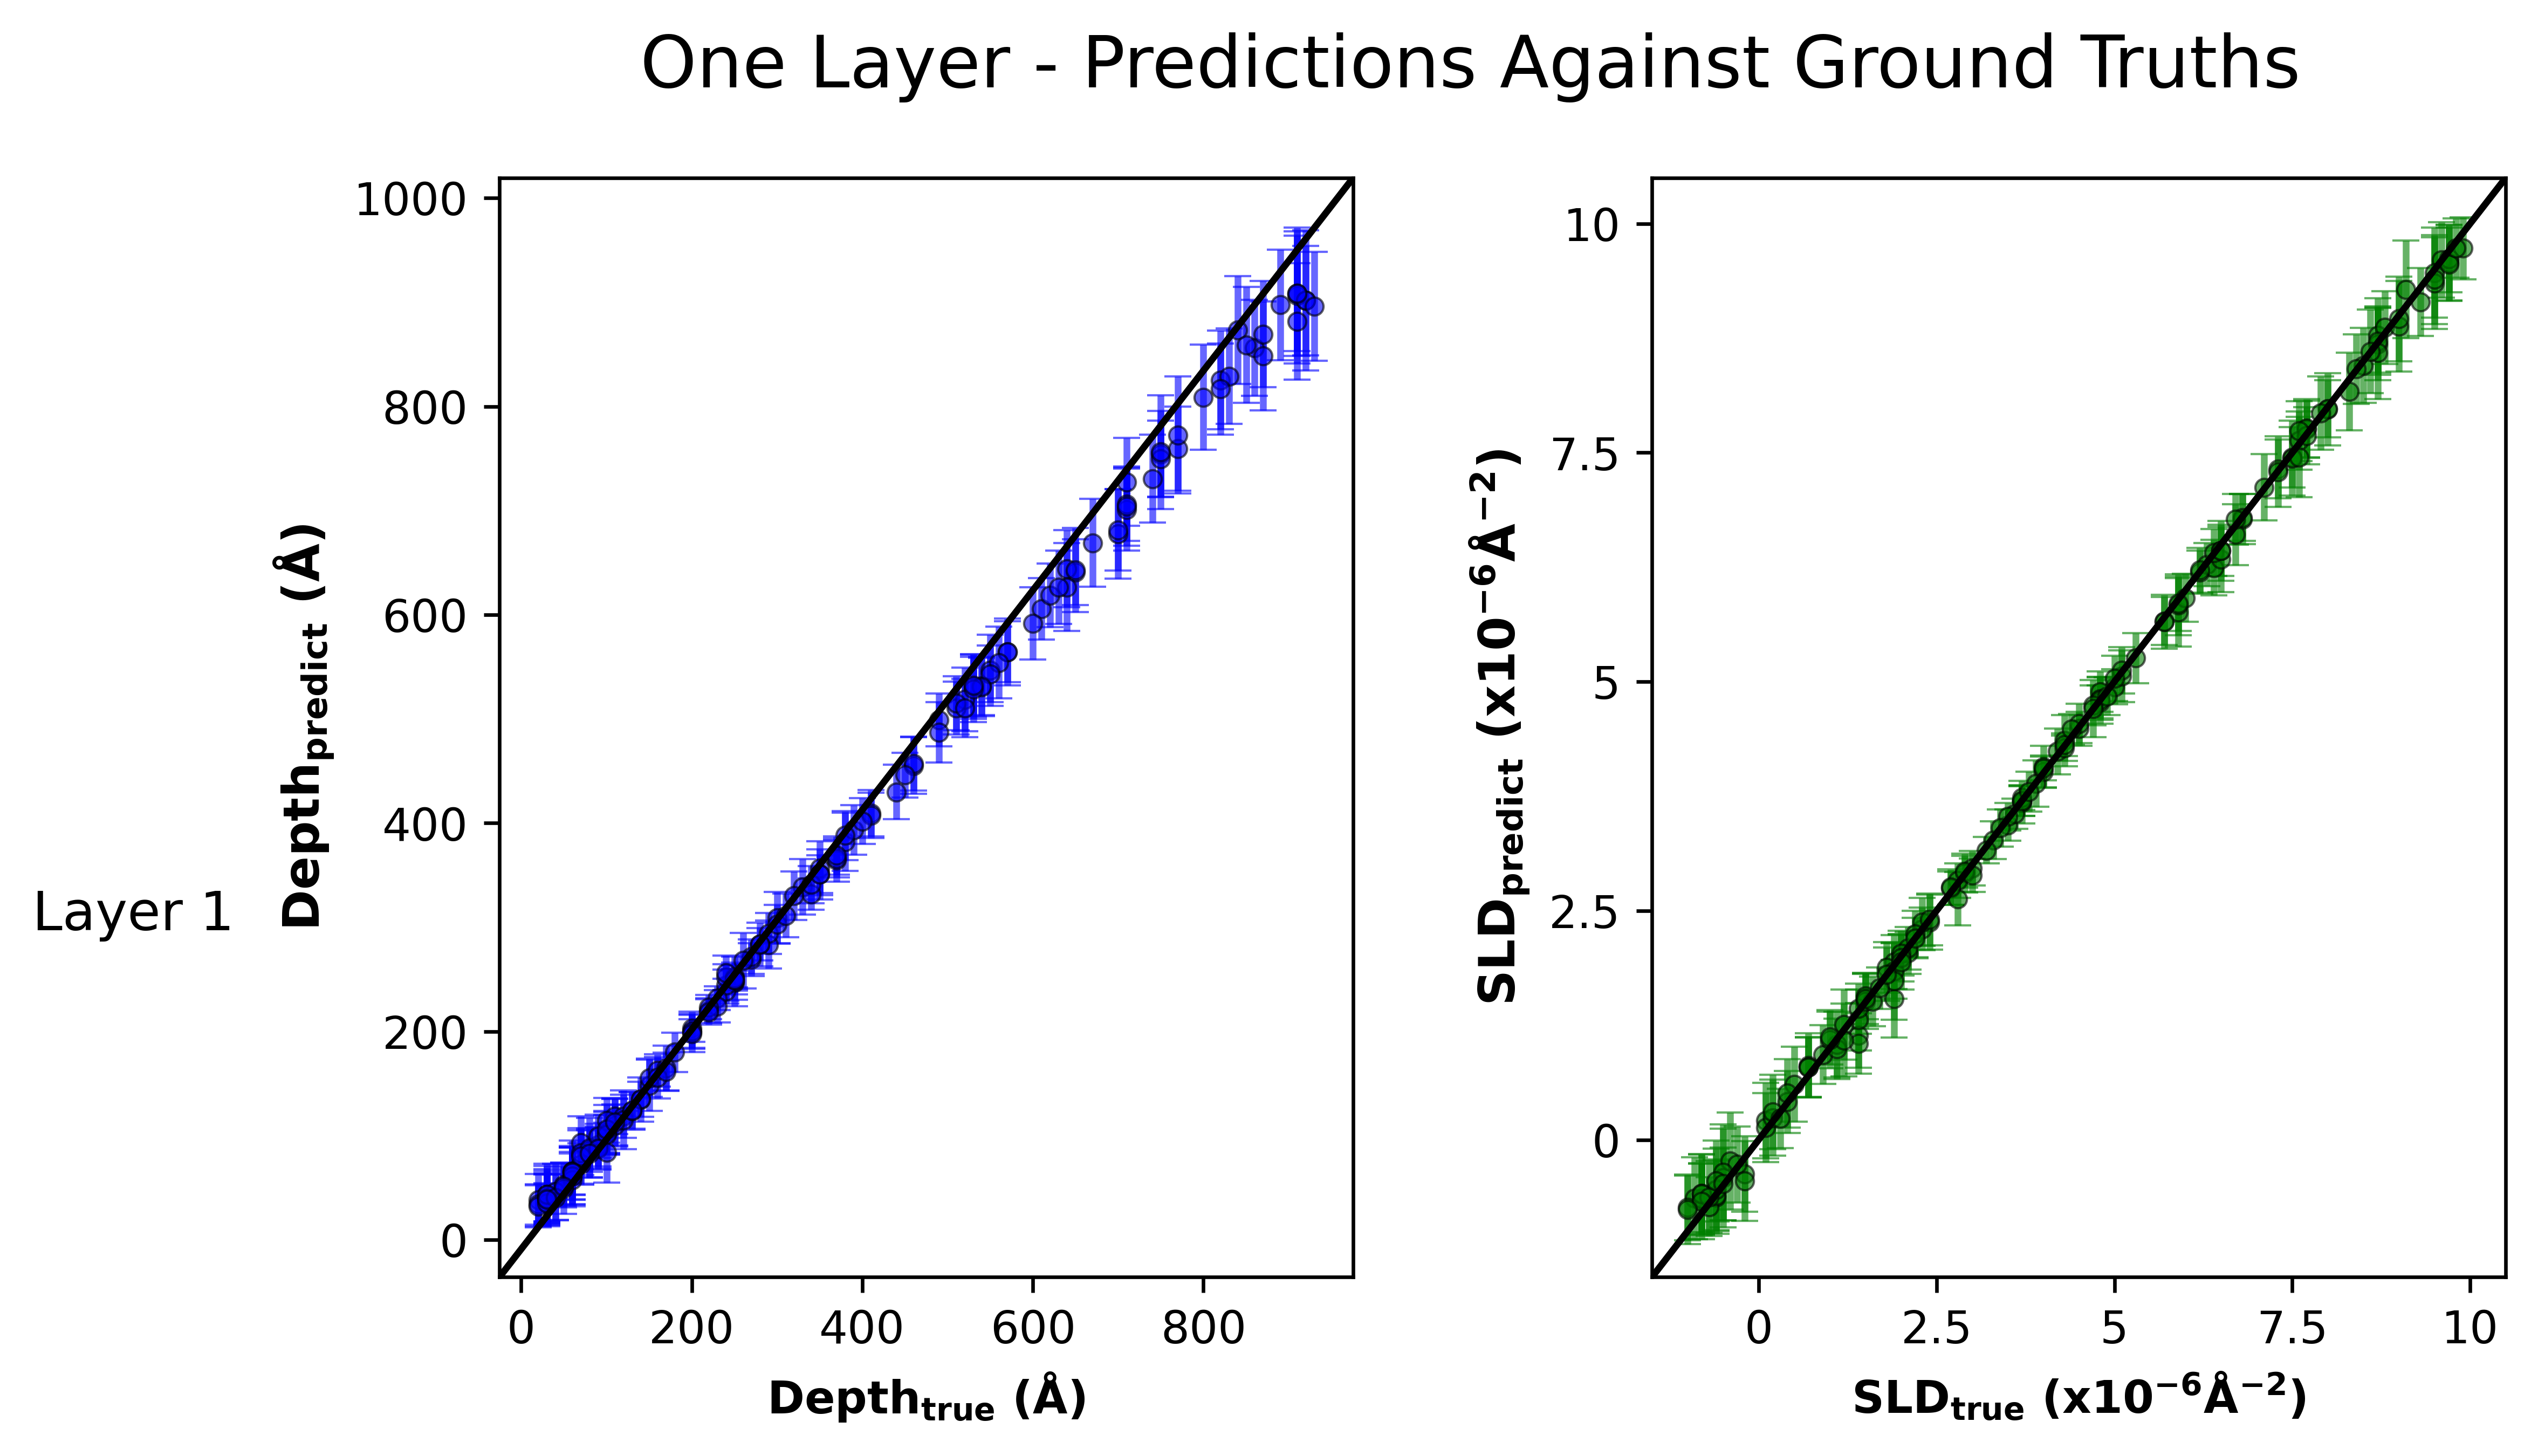 One Layer - Predictions Against Ground Truths
Layer 1
Depth_predict (Å)
1000
800
600
400
200
0
0 200 400 600 800
Depth_true (Å)
SLD_predict (x10⁻⁶Å⁻²)
10
7.5
5
2.5
0
0 2.5 5 7.5 10
SLD_true (x10⁻⁶Å⁻²)